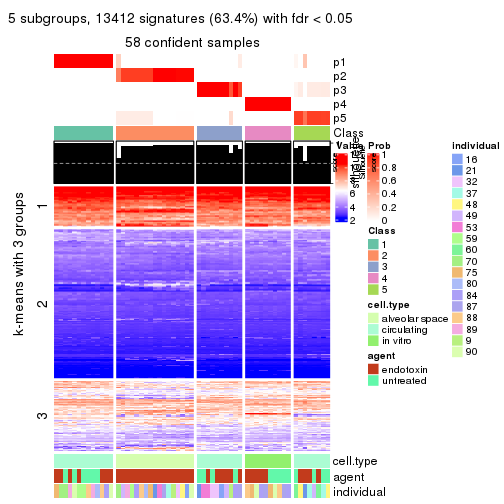 5 subgroups, 13412 signatures (63.4%) with fdr < 0.05
58 confident samples
p1
p2
p3
p4
p5
Class
1
2
3
k-means with 3 groups
cell.type
agent
individual
Value
6
4
2
Prob
1
0.8
0.6
0.4
0.2
0
Class
1
2
3
4
5
cell.type
alveolar space
circulating
in vitro
agent
endotoxin
untreated
individual
16
21
32
37
48
49
53
59
60
70
75
80
84
87
88
89
9
90